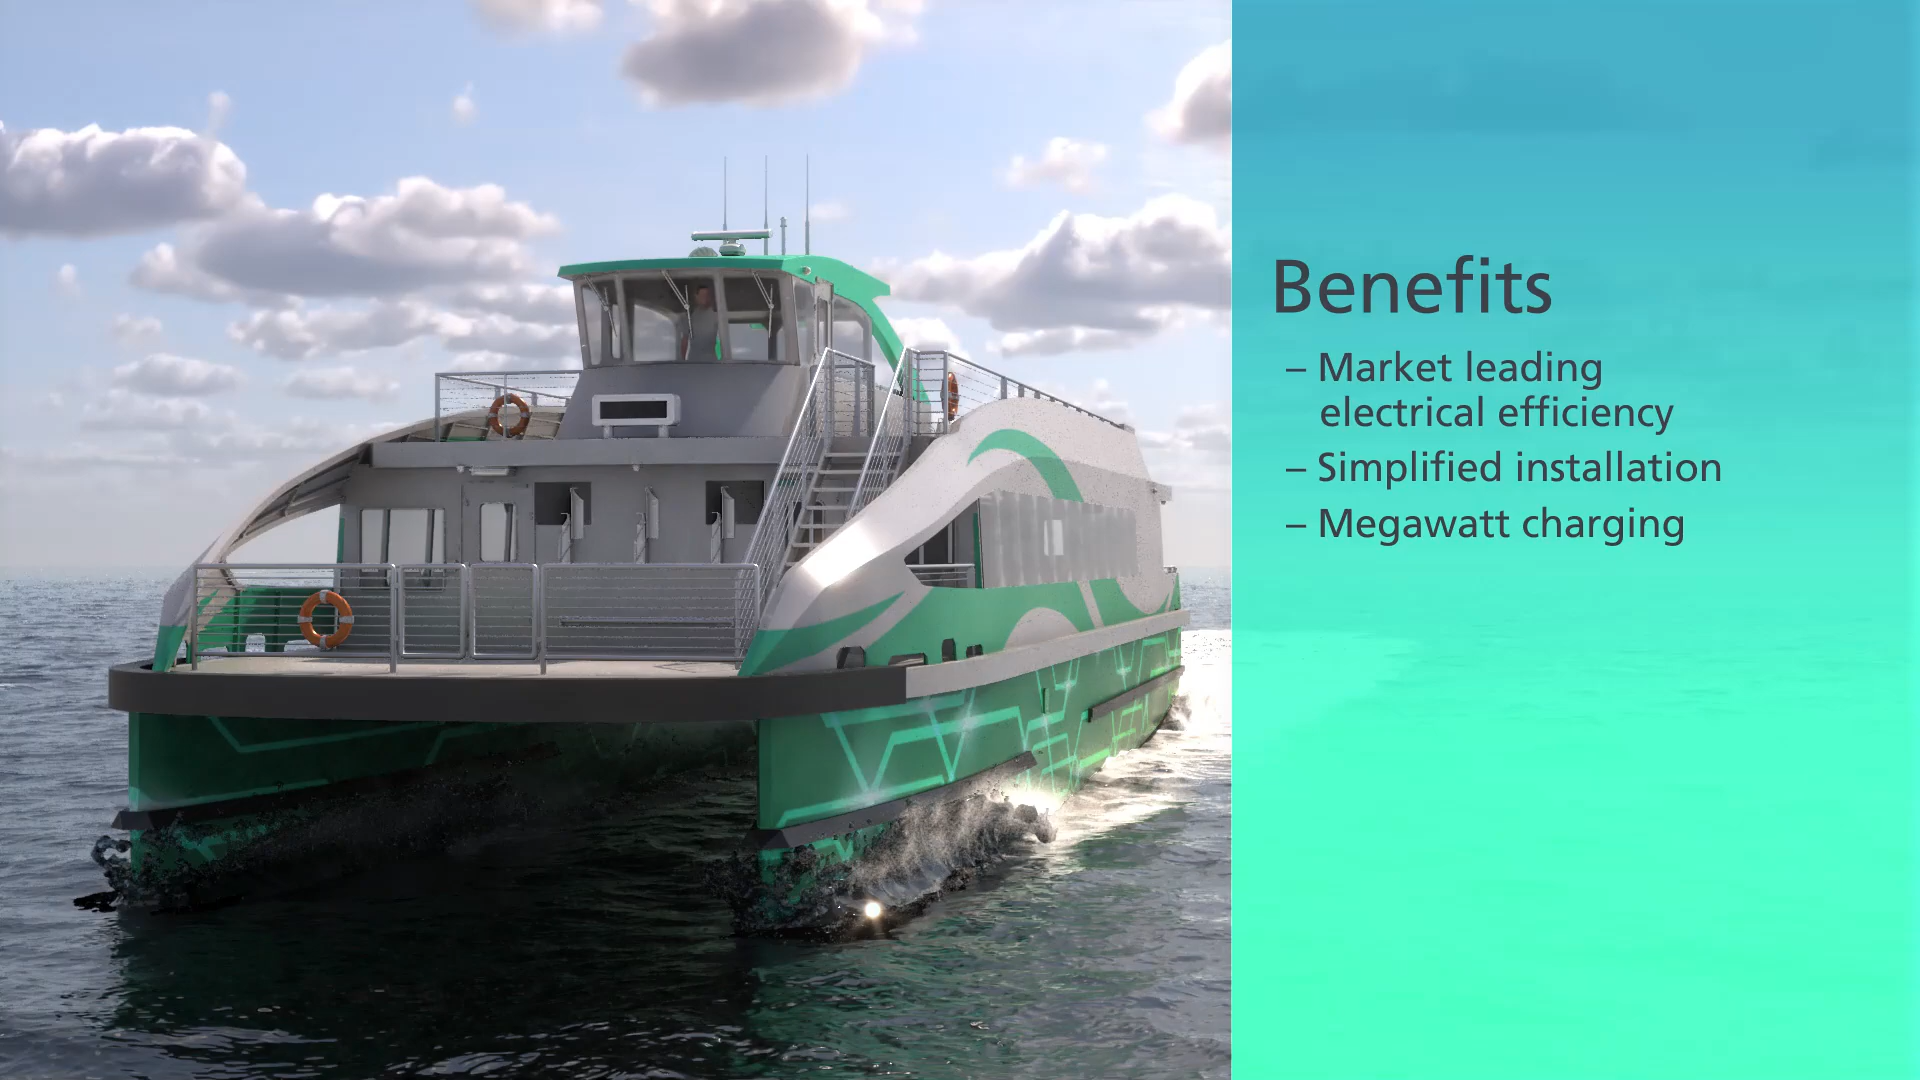 Benefits
– Market leading
electrical efficiency
– Simplified installation
– Megawatt charging